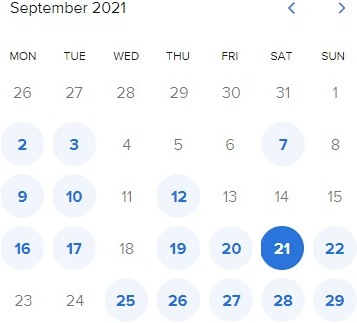 September 2021
MON TUE WED THU FRI SAT SUN
26 27 28 29 30 31 1
2 3 4 5 6 7 8
9 10 11 12 13 14 15
16 17 18 19 20 21 22
23 24 25 26 27 28 29